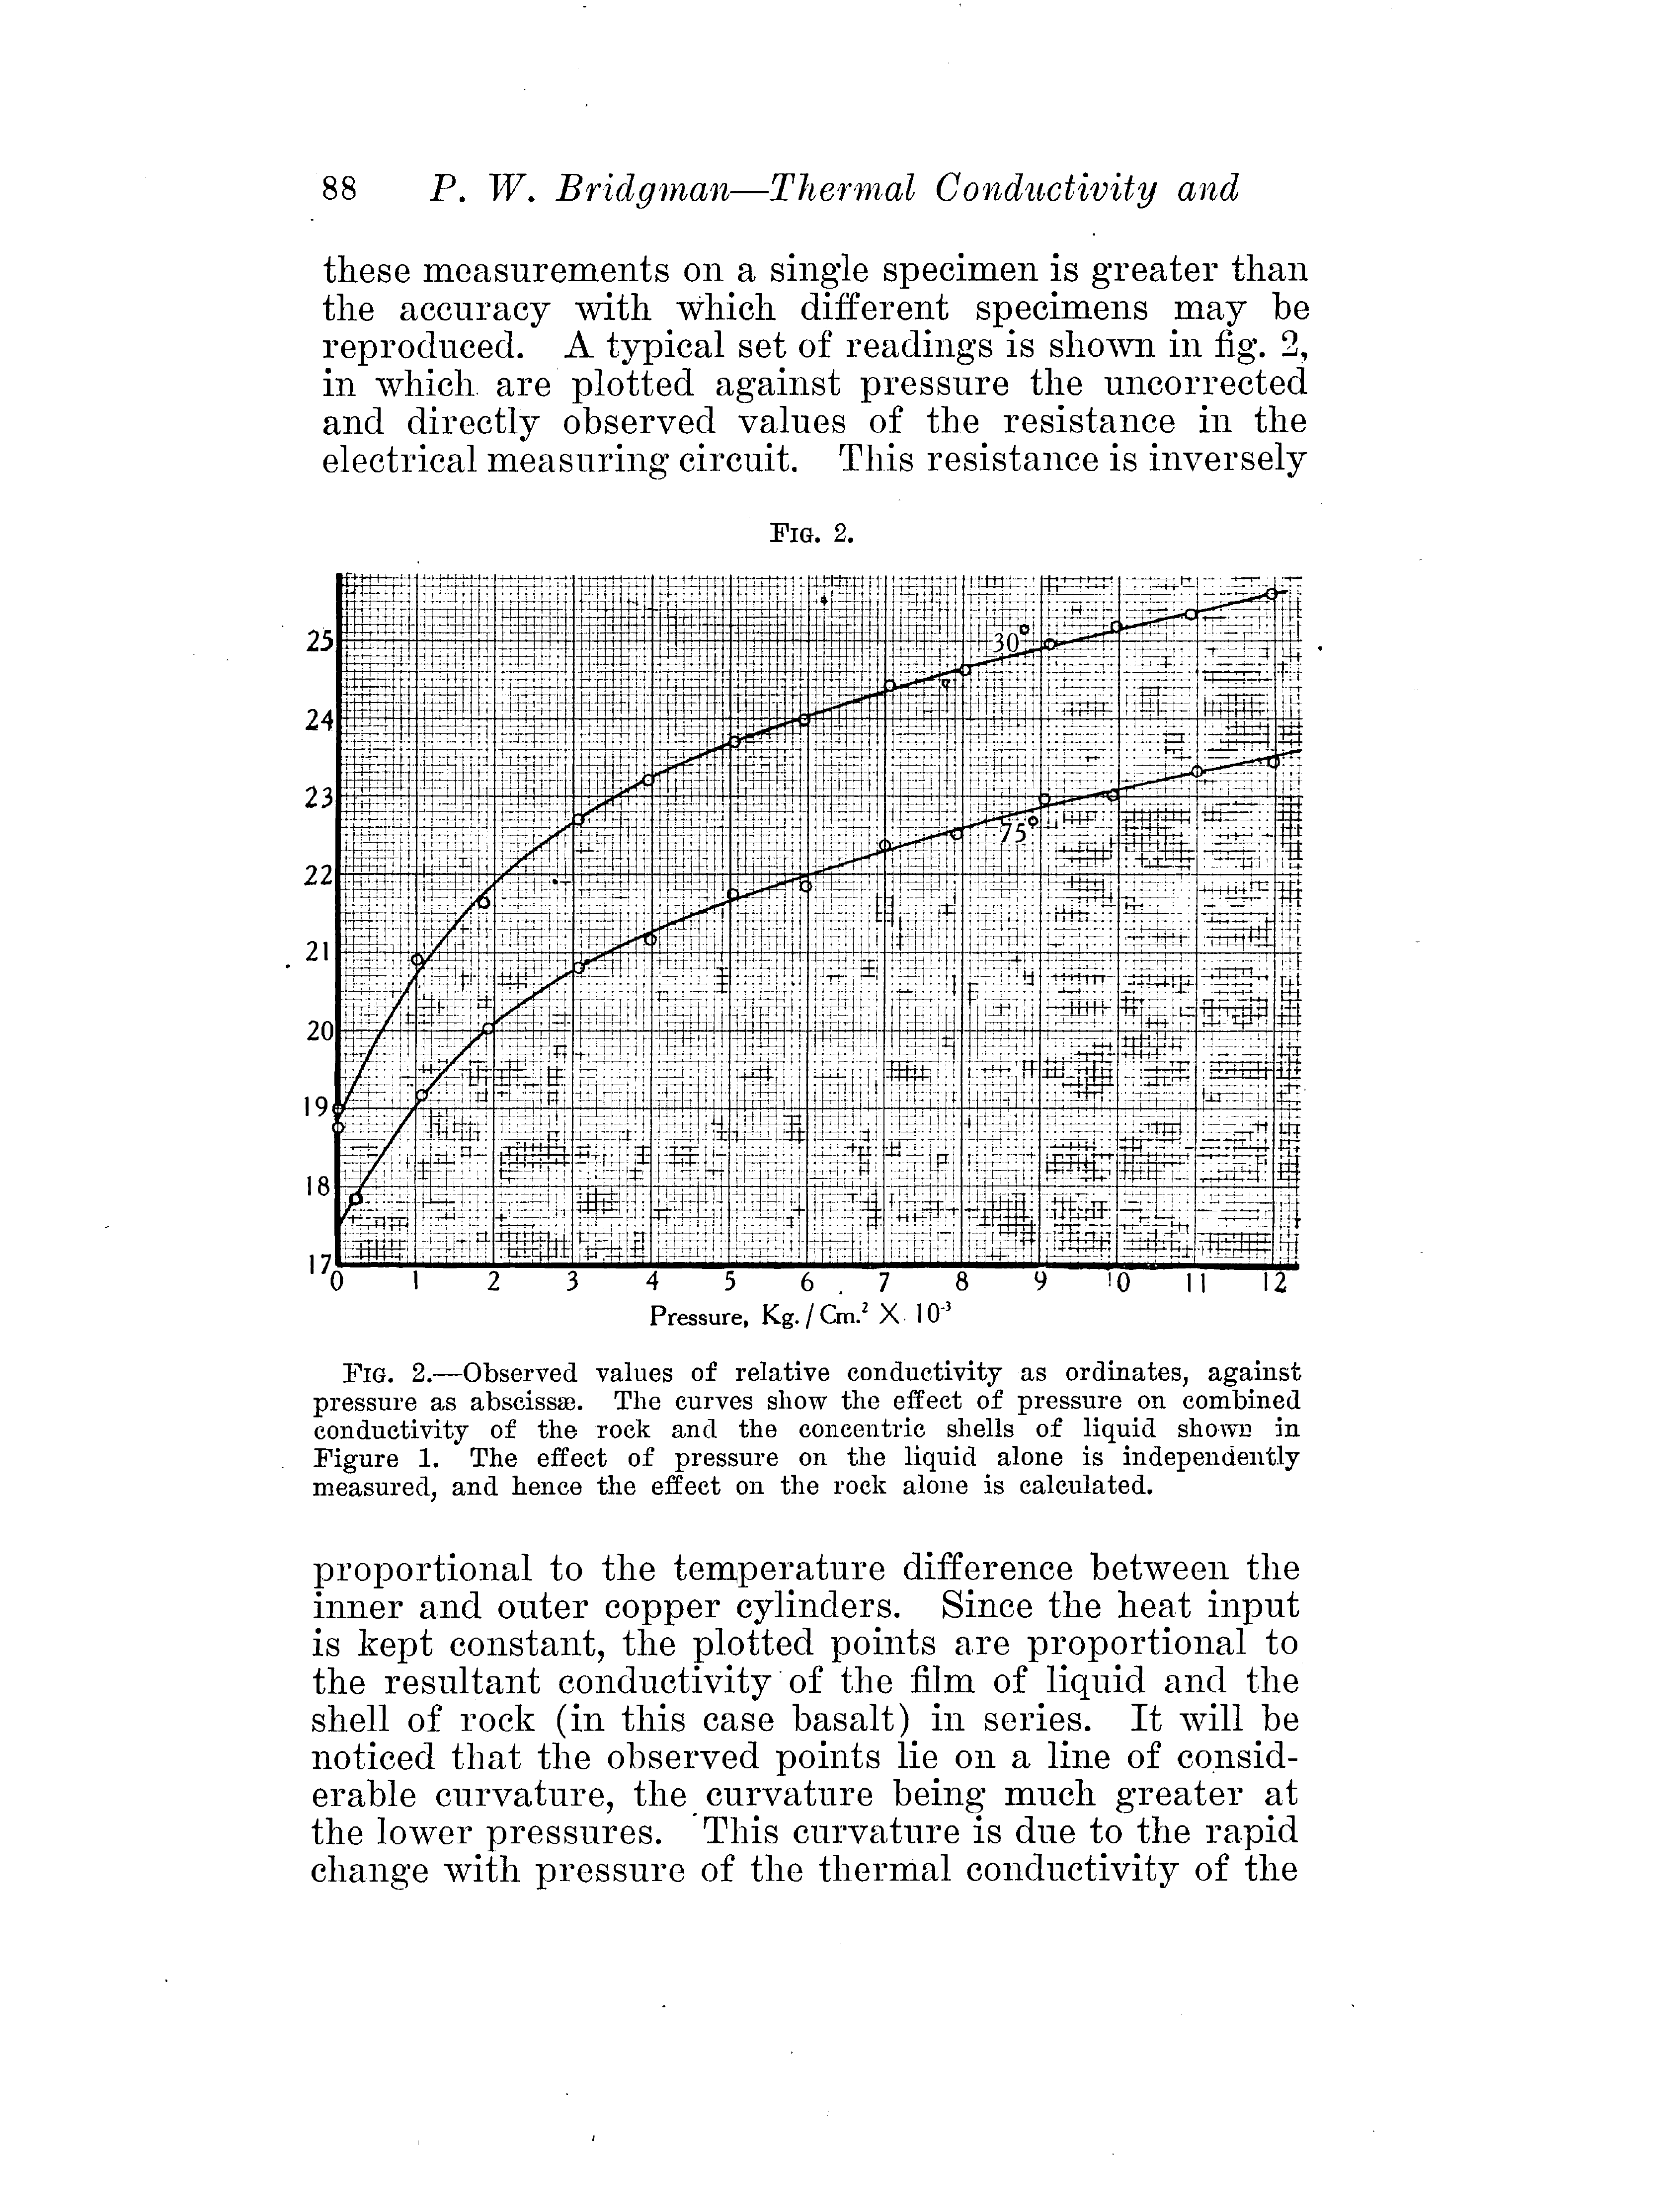 88 P. W. Bridgman—Thermal Conductivity and
these measurements on a single specimen is greater than
the accuracy with which different specimens may be
reproduced. A typical set of readings is shown in fig. 2,
in which are plotted against pressure the uncorrected
and directly observed values of the resistance in the
electrical measuring circuit. This resistance is inversely
FIG. 2.
25
24
23
22
21
20
19
18
17
30°
75°
0 1 2 3 4 5 6 7 8 9 10 11 12
Pressure, Kg./Cm.² X 10⁻³
FIG. 2.—Observed values of relative conductivity as ordinates, against
pressure as abscissæ. The curves show the effect of pressure on combined
conductivity of the rock and the concentric shells of liquid shown in
Figure 1. The effect of pressure on the liquid alone is independently
measured, and hence the effect on the rock alone is calculated.
proportional to the temperature difference between the
inner and outer copper cylinders. Since the heat input
is kept constant, the plotted points are proportional to
the resultant conductivity of the film of liquid and the
shell of rock (in this case basalt) in series. It will be
noticed that the observed points lie on a line of consid-
erable curvature, the curvature being much greater at
the lower pressures. This curvature is due to the rapid
change with pressure of the thermal conductivity of the